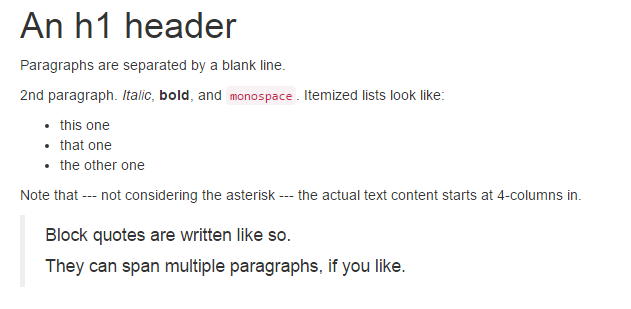 An h1 header
Paragraphs are separated by a blank line.
2nd paragraph. Italic, bold, and monospace. Itemized lists look like:
• this one
• that one
• the other one
Note that --- not considering the asterisk --- the actual text content starts at 4-columns in.
Block quotes are written like so.
They can span multiple paragraphs, if you like.